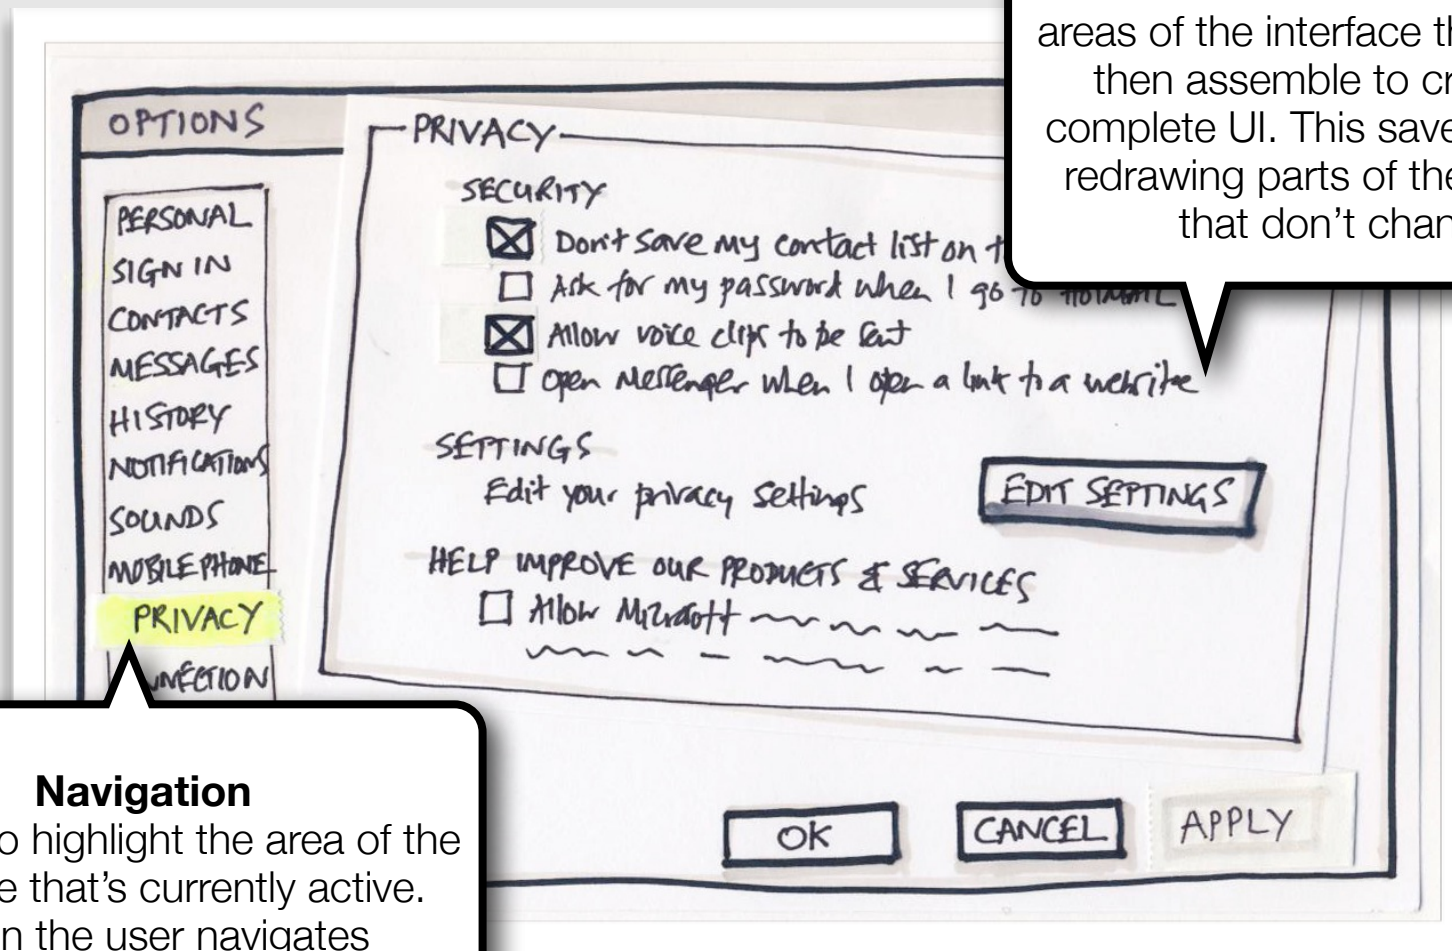 areas of the interface th
then assemble to cr
complete UI. This save
redrawing parts of the
that don't chan
OPTIONS
PERSONAL
SIGN IN
CONTACTS
MESSAGES
HISTORY
NOTIFICATIONS
SOUNDS
MOBILE PHONE
PRIVACY
NNECTION
PRIVACY
SECURITY
Don't save my contact list on t
Ask for my password when I go to HOTMAIL
Allow voice clips to be sent
Open Messenger when I open a link to a website
SETTINGS
Edit your privacy settings
EDIT SETTINGS
HELP IMPROVE OUR PRODUCTS & SERVICES
Allow Microsoft
OK
CANCEL
APPLY
Navigation
o highlight the area of the
e that's currently active.
n the user navigates